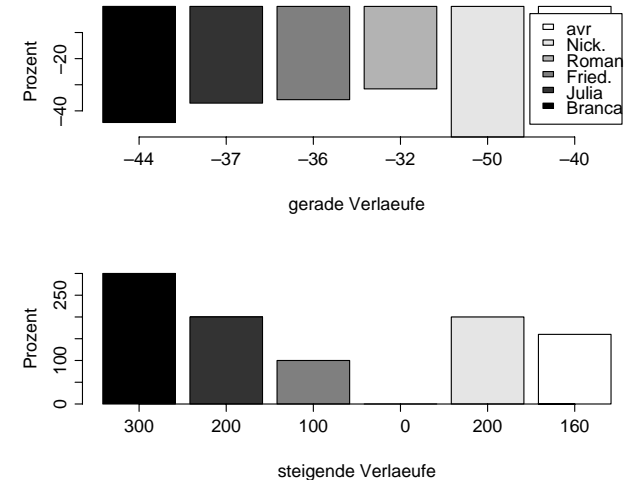 Prozent
−20
−40
avr
Nick.
Roman
Fried.
Julia
Branca
−44 −37 −36 −32 −50 −40
gerade Verlaeufe
Prozent
250
100
0
300 200 100 0 200 160
steigende Verlaeufe